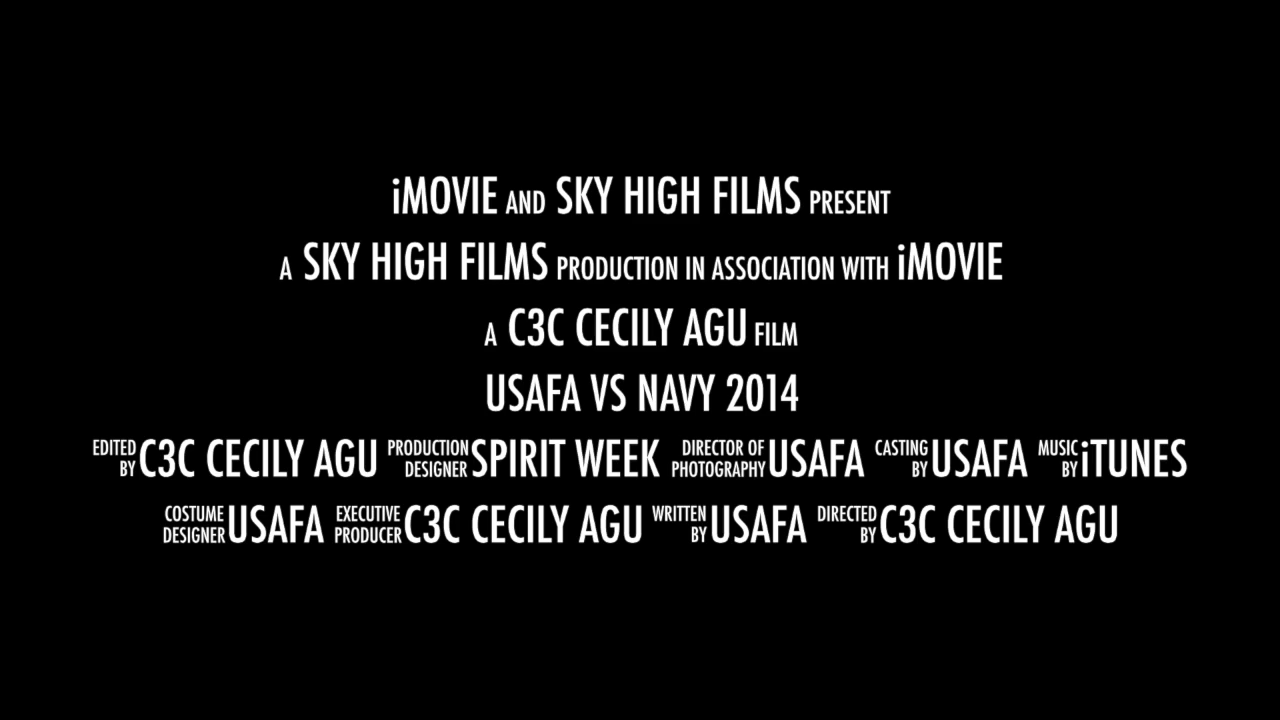 iMOVIE AND SKY HIGH FILMS PRESENT
A SKY HIGH FILMS PRODUCTION IN ASSOCIATION WITH iMOVIE
A C3C CECILY AGU FILM
USAFA VS NAVY 2014
EDITED BY C3C CECILY AGU PRODUCTION DESIGNER SPIRIT WEEK DIRECTOR OF PHOTOGRAPHY USAFA CASTING BY USAFA MUSIC BY iTUNES
COSTUME DESIGNER USAFA EXECUTIVE PRODUCER C3C CECILY AGU WRITTEN BY USAFA DIRECTED BY C3C CECILY AGU